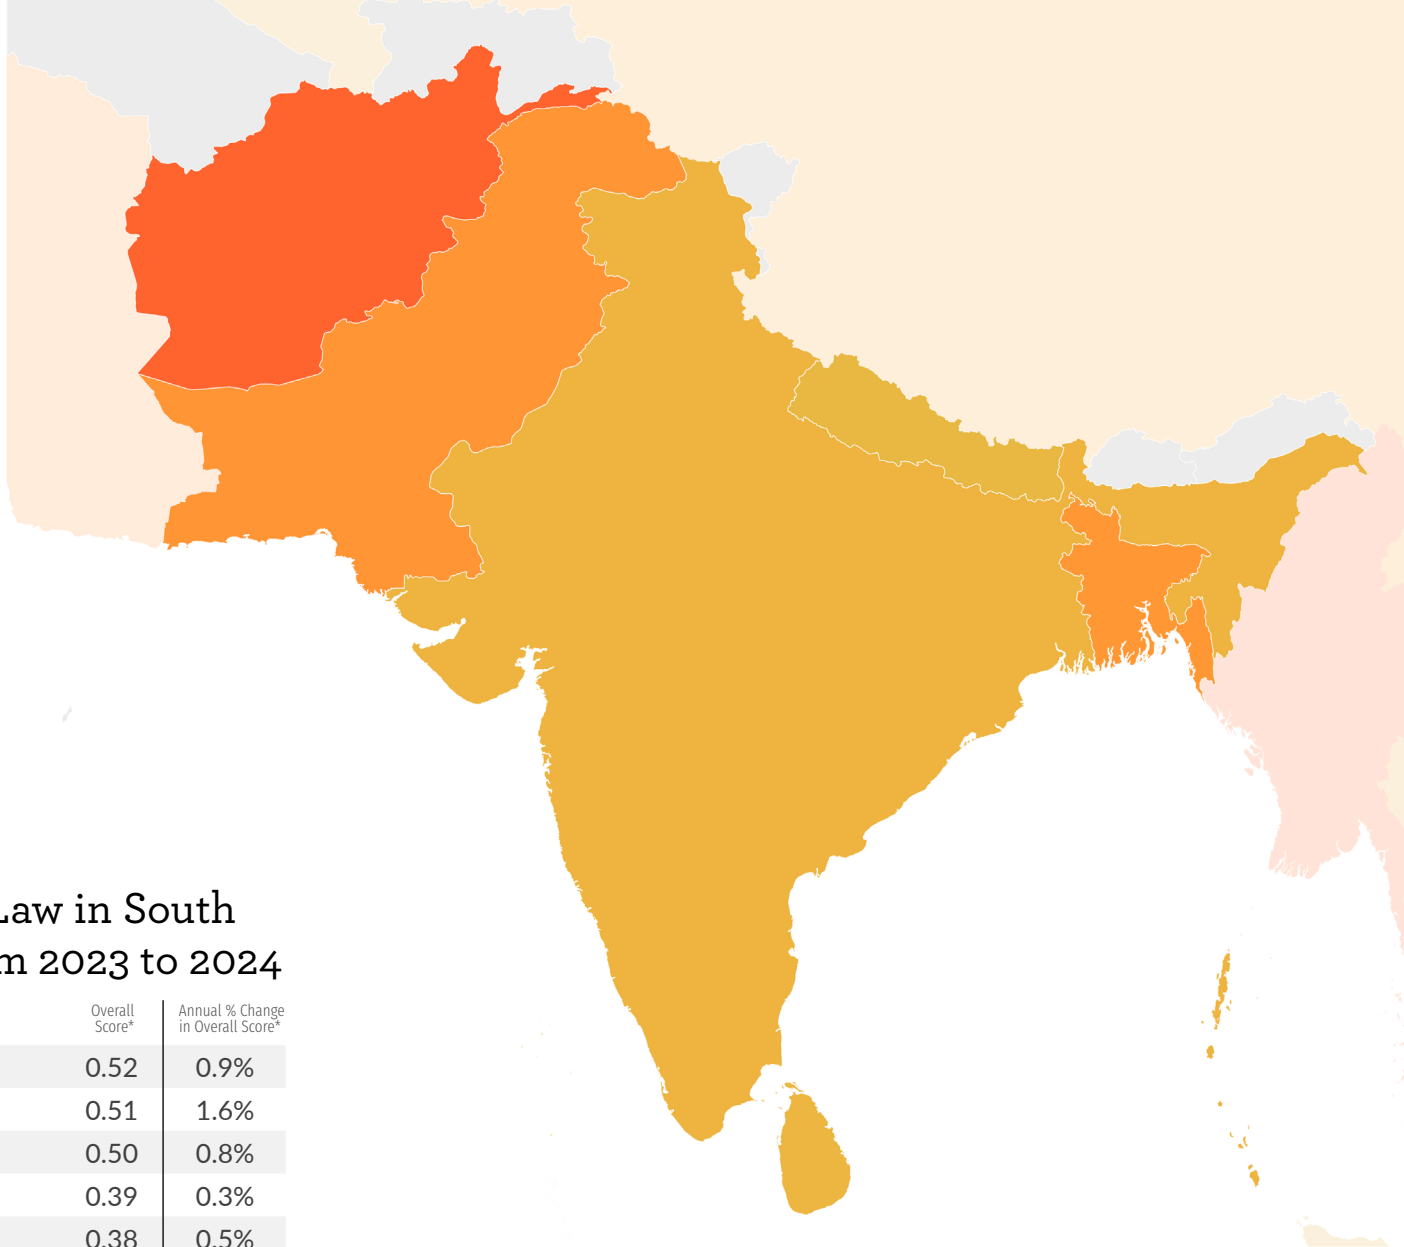 Law in South
m 2023 to 2024
Overall Score*
Annual % Change in Overall Score*
0.52 0.9%
0.51 1.6%
0.50 0.8%
0.39 0.3%
0.38 0.5%